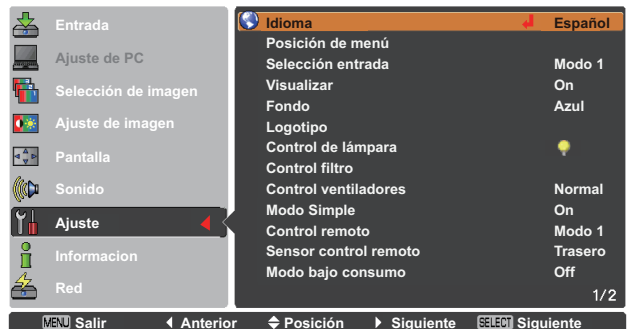 Entrada
Ajuste de PC
Selección de imagen
Ajuste de imagen
Pantalla
Sonido
Ajuste
Informacion
Red
Idioma Español
Posición de menú
Selección entrada Modo 1
Visualizar On
Fondo Azul
Logotipo
Control de lámpara
Control filtro
Control ventiladores Normal
Modo Simple On
Control remoto Modo 1
Sensor control remoto Trasero
Modo bajo consumo Off
1/2
MENU Salir Anterior Posición Siguiente SELECT Siguiente